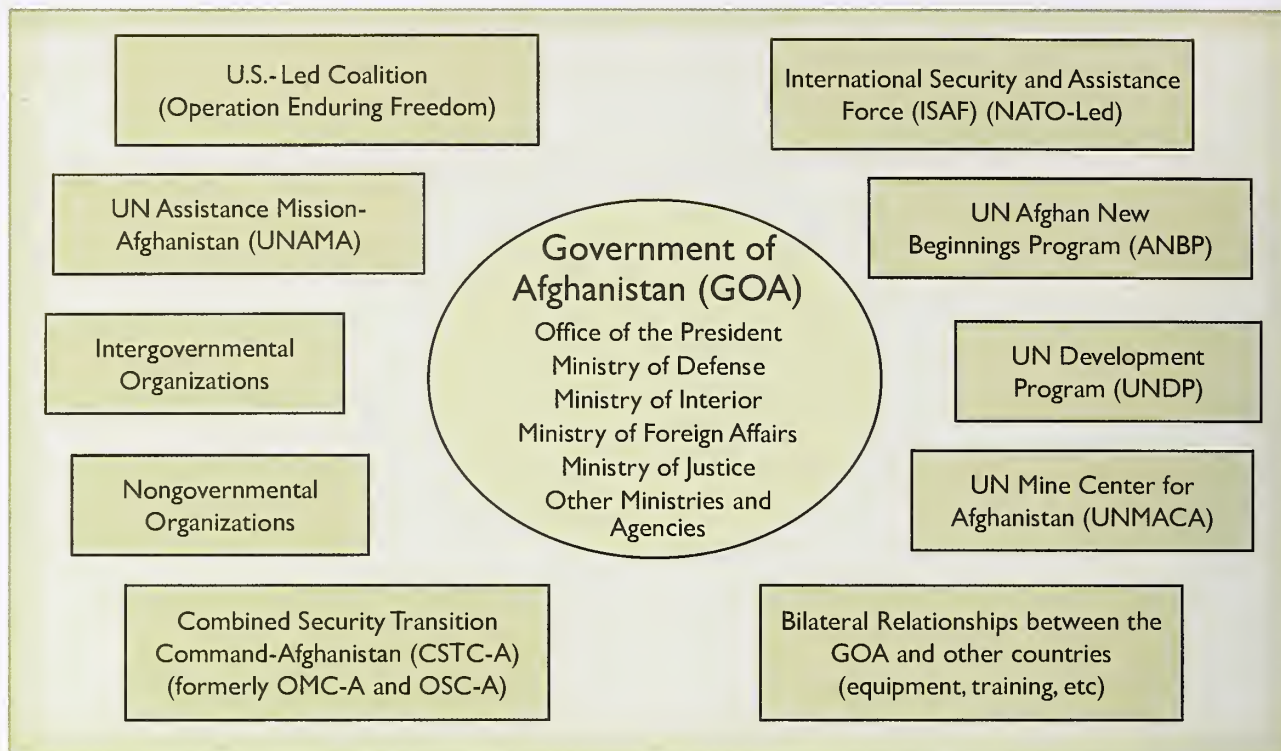 U.S.- Led Coalition
(Operation Enduring Freedom)
International Security and Assistance
Force (ISAF) (NATO-Led)
UN Assistance Mission-
Afghanistan (UNAMA)
UN Afghan New
Beginnings Program (ANBP)
Intergovernmental
Organizations
Government of
Afghanistan (GOA)
Office of the President
Ministry of Defense
Ministry of Interior
Ministry of Foreign Affairs
Ministry of Justice
Other Ministries and
Agencies
UN Development
Program (UNDP)
Nongovernmental
Organizations
UN Mine Center for
Afghanistan (UNMACA)
Combined Security Transition
Command-Afghanistan (CSTC-A)
(formerly OMC-A and OSC-A)
Bilateral Relationships between the
GOA and other countries
(equipment, training, etc)